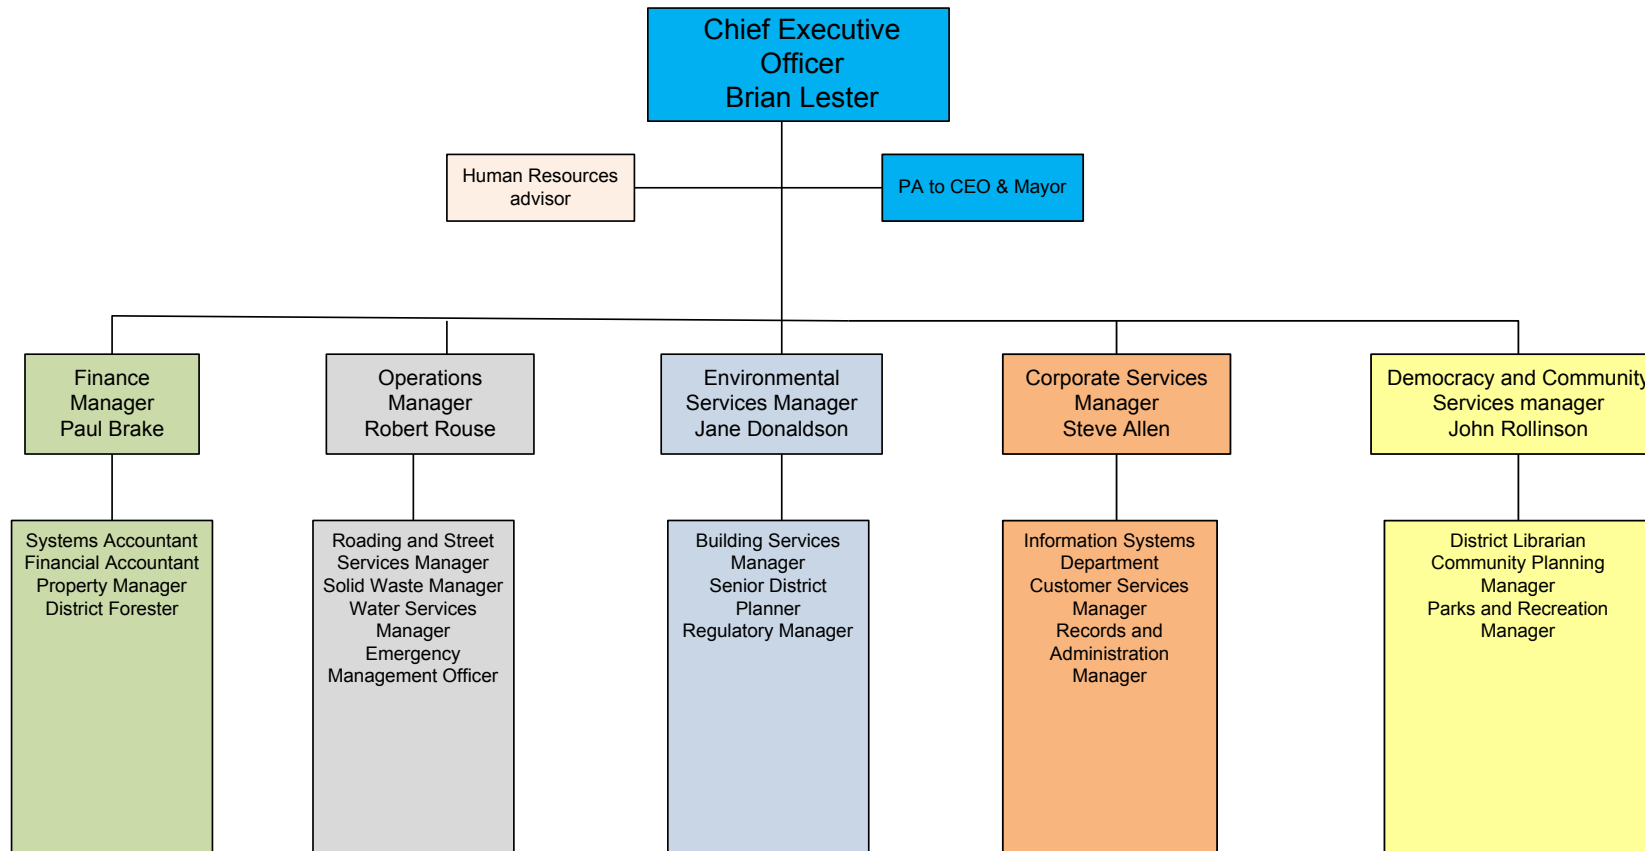 Chief Executive
Officer
Brian Lester
Human Resources
advisor
PA to CEO & Mayor
Finance
Manager
Paul Brake
Operations
Manager
Robert Rouse
Environmental
Services Manager
Jane Donaldson
Corporate Services
Manager
Steve Allen
Democracy and Community
Services manager
John Rollinson
Systems Accountant
Financial Accountant
Property Manager
District Forester
Roading and Street
Services Manager
Solid Waste Manager
Water Services
Manager
Emergency
Management Officer
Building Services
Manager
Senior District
Planner
Regulatory Manager
Information Systems
Department
Customer Services
Manager
Records and
Administration
Manager
District Librarian
Community Planning
Manager
Parks and Recreation
Manager